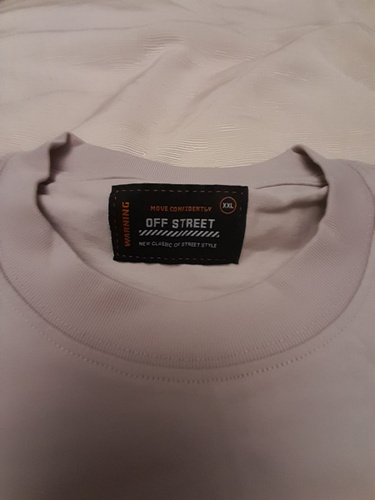 WARNING
MOVE CONFIDENTLY
XXL
OFF STREET
NEW CLASSIC OF STREET STYLE